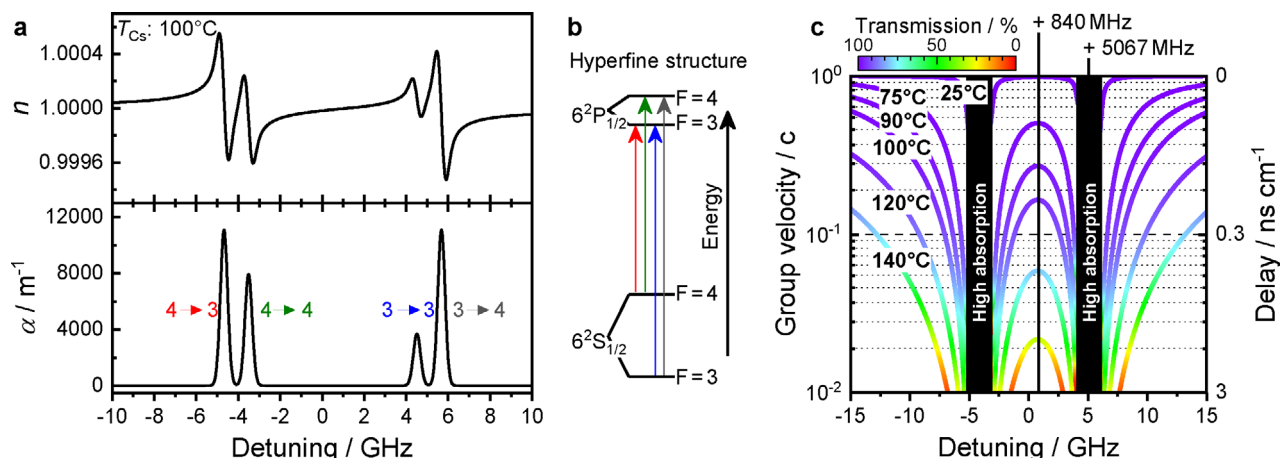 a
T_Cs: 100°C
n
1.0004
1.0000
0.9996
α / m⁻¹
12000
8000
4000
0
4 → 3
4 → 4
3 → 3
3 → 4
-10 -8 -6 -4 -2 0 2 4 6 8 10
Detuning / GHz
b
Hyperfine structure
6²P₁/₂
F = 4
F = 3
Energy
6²S₁/₂
F = 4
F = 3
c
Transmission / %
100 50 0
+ 840 MHz
+ 5067 MHz
Group velocity / c
10⁰
10⁻¹
10⁻²
25°C
75°C
90°C
100°C
120°C
140°C
High absorption
High absorption
0
0.3
3
Delay / ns cm⁻¹
-15 -10 -5 0 5 10 15
Detuning / GHz